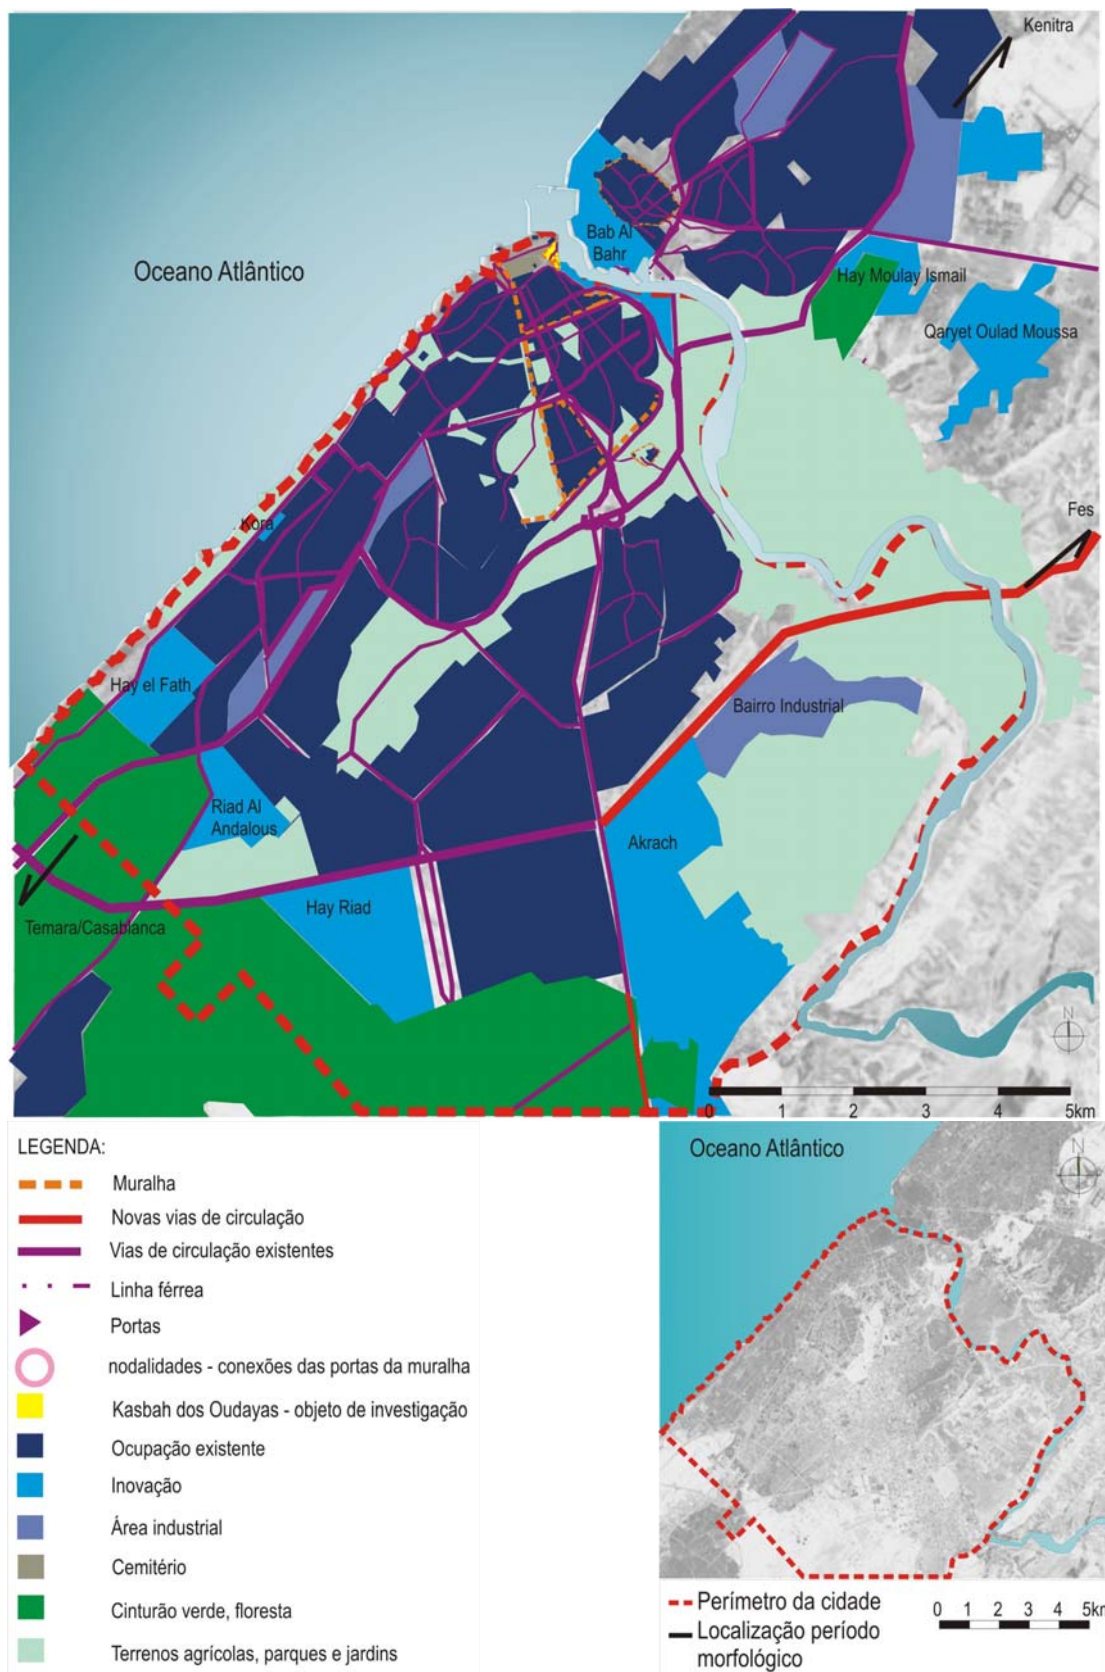 Kenitra
Oceano Atlântico
Bab Al
Bahr
Hay Moulay Ismail
Qaryet Oulad Moussa
Fes
Kora
Hay el Fath
Bairro Industrial
Riad Al
Andalous
Akrach
Hay Riad
Temara/Casablanca
N
0 1 2 3 4 5km
LEGENDA:
Muralha
Novas vias de circulação
Vias de circulação existentes
Linha férrea
Portas
nodalidades - conexões das portas da muralha
Kasbah dos Oudayas - objeto de investigação
Ocupação existente
Inovação
Área industrial
Cemitério
Cinturão verde, floresta
Terrenos agrícolas, parques e jardins
Oceano Atlântico
N
Perímetro da cidade
Localização período
morfológico
0 1 2 3 4 5km